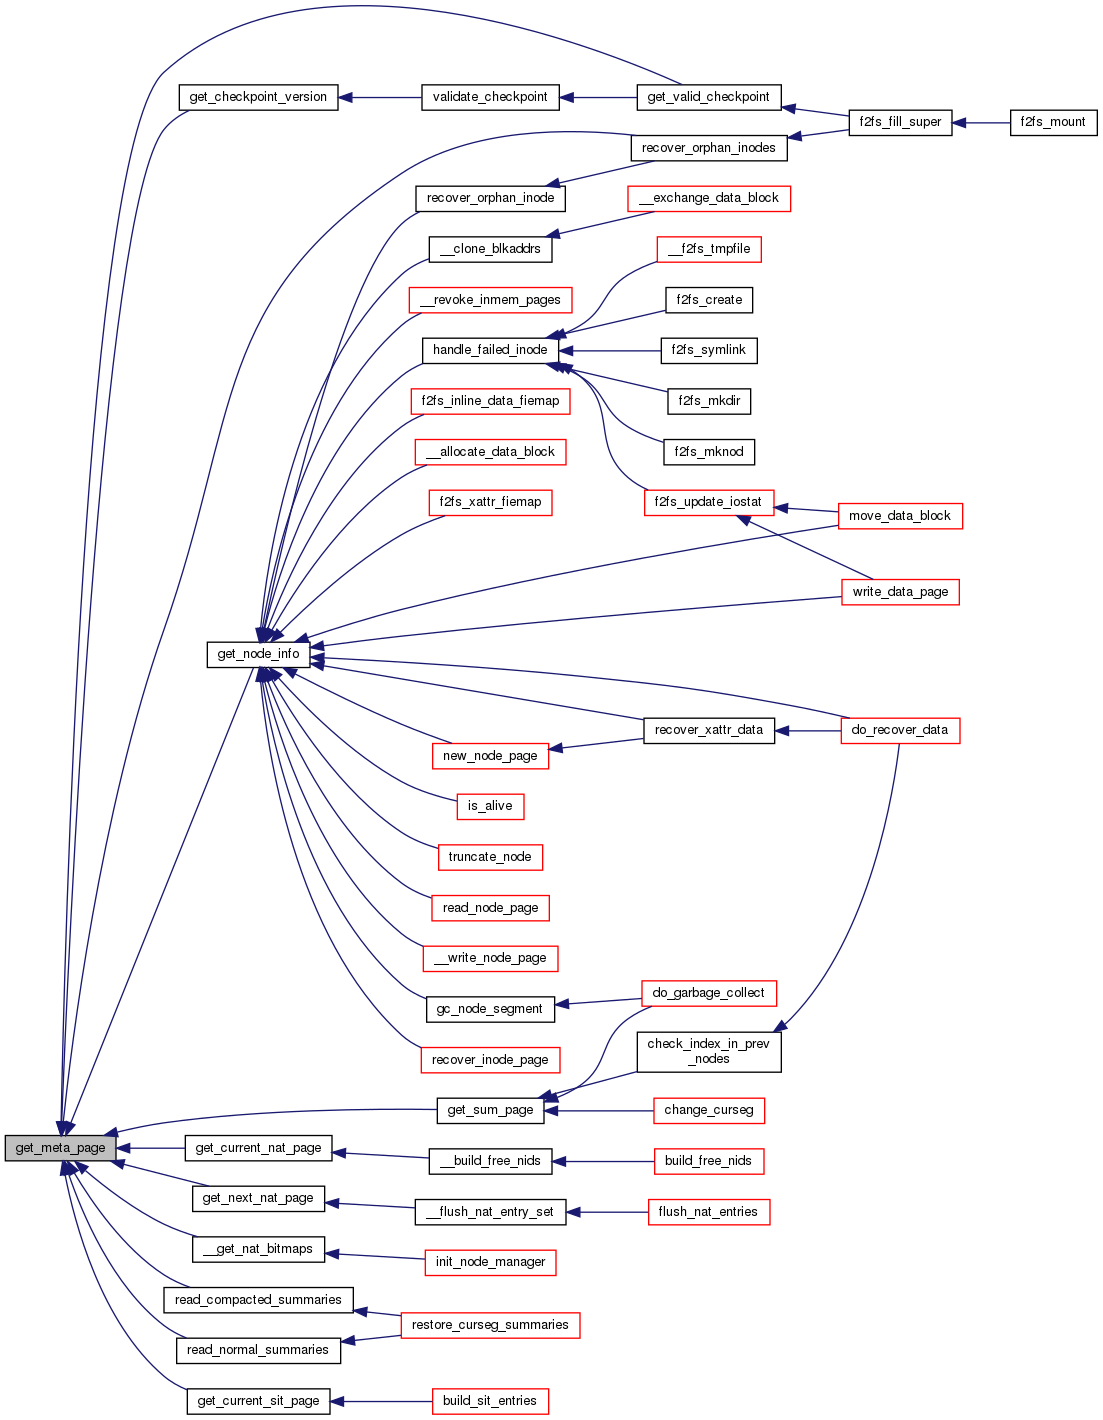 get_checkpoint_version
validate_checkpoint
get_valid_checkpoint
f2fs_fill_super
f2fs_mount
recover_orphan_inodes
recover_orphan_inode
__exchange_data_block
__clone_blkaddrs
__f2fs_tmpfile
__revoke_inmem_pages
f2fs_create
handle_failed_inode
f2fs_symlink
f2fs_inline_data_fiemap
f2fs_mkdir
__allocate_data_block
f2fs_mknod
f2fs_xattr_fiemap
f2fs_update_iostat
move_data_block
write_data_page
get_node_info
recover_xattr_data
do_recover_data
new_node_page
is_alive
truncate_node
read_node_page
__write_node_page
do_garbage_collect
gc_node_segment
check_index_in_prev
_nodes
recover_inode_page
get_sum_page
change_curseg
get_meta_page
get_current_nat_page
__build_free_nids
build_free_nids
get_next_nat_page
__flush_nat_entry_set
flush_nat_entries
__get_nat_bitmaps
init_node_manager
read_compacted_summaries
restore_curseg_summaries
read_normal_summaries
get_current_sit_page
build_sit_entries